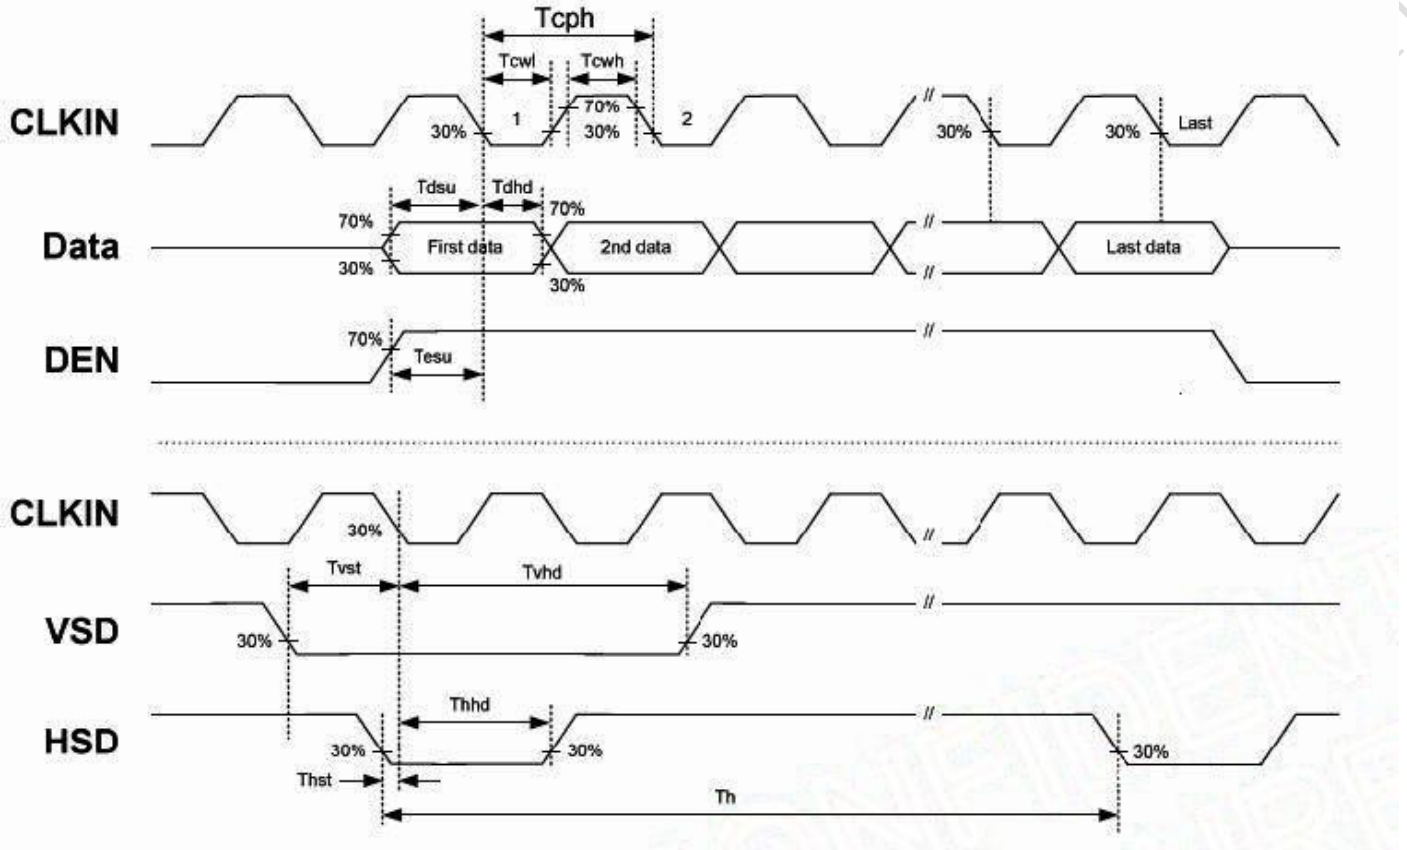 Tcph
Tcwl Tcwh
CLKIN 30% 1 70% 30% 2 30% 30% Last
Tdsu Tdhd
70% 70%
Data First data 2nd data Last data
30% 30%
70%
DEN Tesu
CLKIN 30%
Tvst Tvhd
VSD 30% 30%
Thhd
HSD 30% 30% 30%
Thst
Th